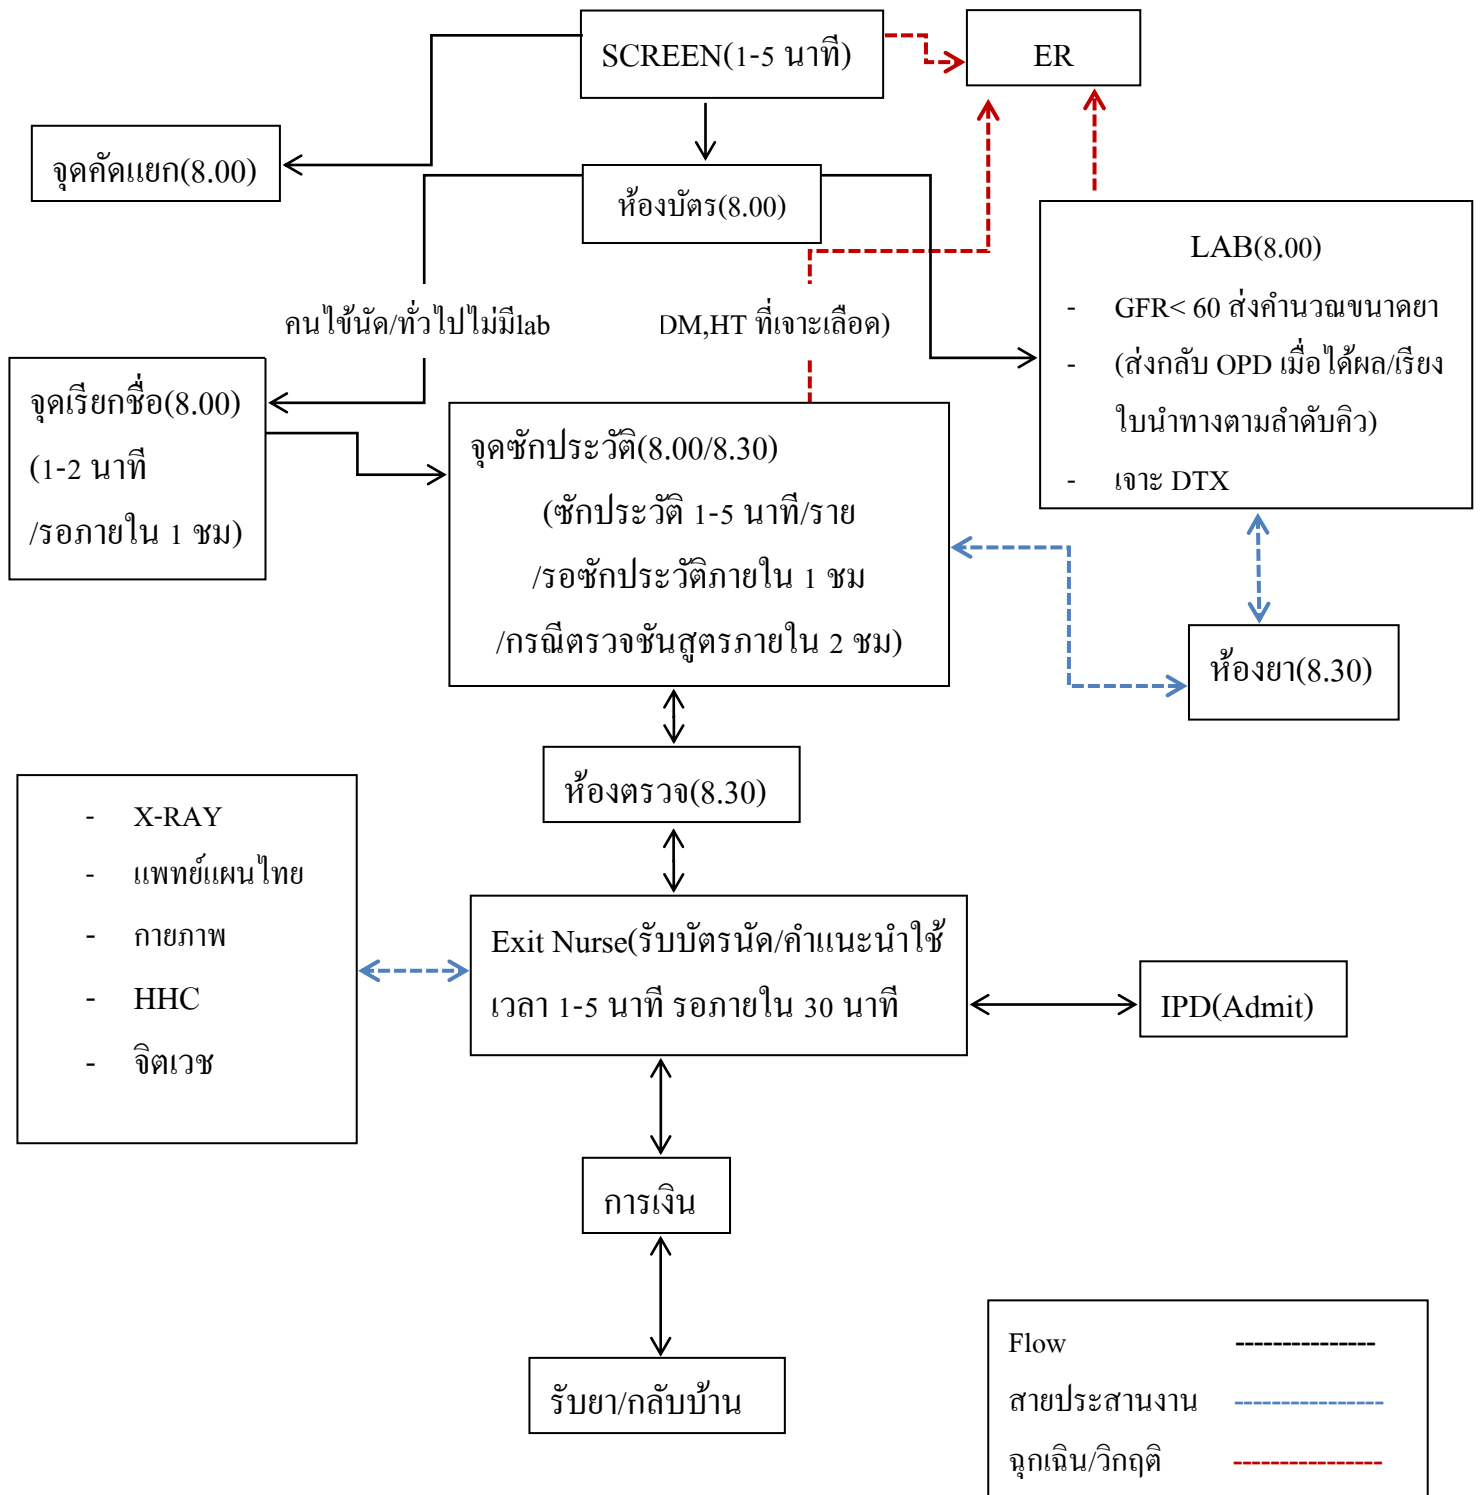 SCREEN(1-5 นาที)
ER
จุดคัดแยก(8.00)
ห้องบัตร(8.00)
LAB(8.00)
- GFR< 60 ส่งคำนวณขนาดยา
- (ส่งกลับ OPD เมื่อได้ผล/เรียง
ใบนำทางตามลำดับคิว)
- เจาะ DTX
คนไข้นัด/ทั่วไปไม่มีlab
DM,HT ที่เจาะเลือด)
จุดเรียกชื่อ(8.00)
(1-2 นาที
/รอภายใน 1 ชม)
จุดซักประวัติ(8.00/8.30)
(ซักประวัติ 1-5 นาที/ราย
/รอซักประวัติภายใน 1 ชม
/กรณีตรวจชันสูตรภายใน 2 ชม)
ห้องยา(8.30)
ห้องตรวจ(8.30)
- X-RAY
- แพทย์แผนไทย
- กายภาพ
- HHC
- จิตเวช
Exit Nurse(รับบัตรนัด/คำแนะนำใช้
เวลา 1-5 นาที รอภายใน 30 นาที
IPD(Admit)
การเงิน
รับยา/กลับบ้าน
Flow
สายประสานงาน
ฉุกเฉิน/วิกฤติ